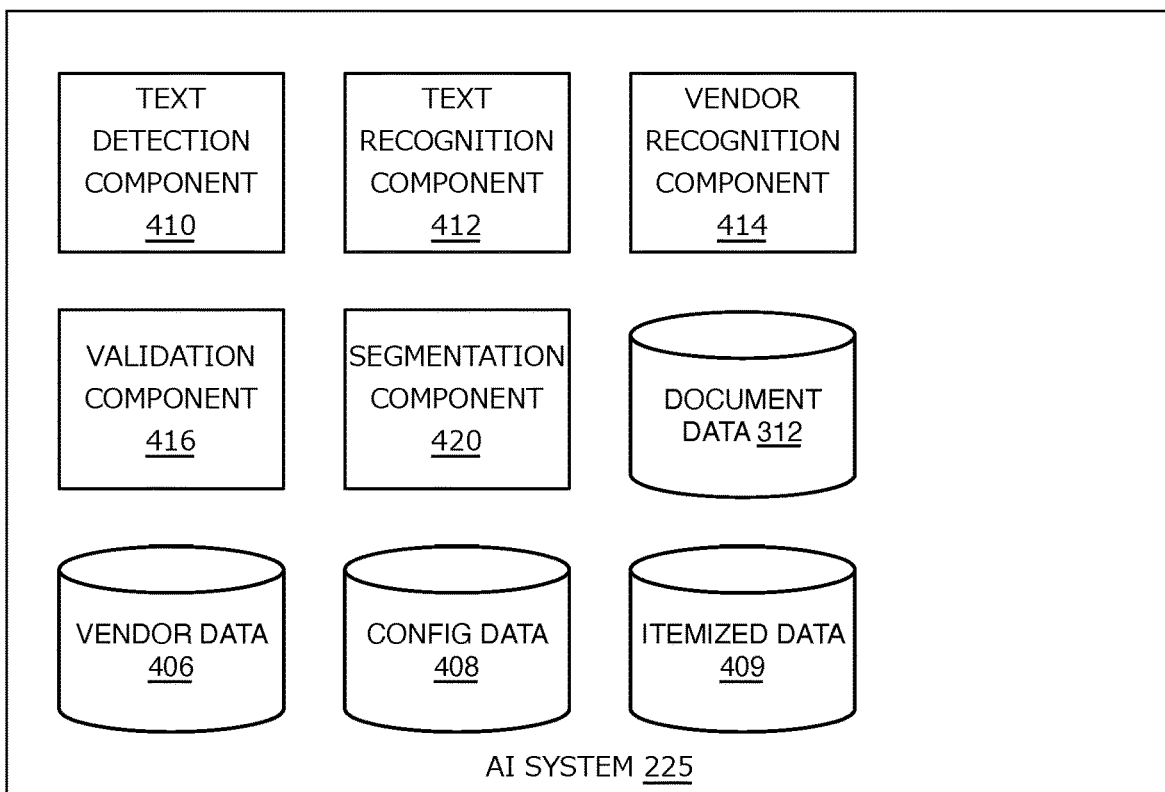 TEXT
DETECTION
COMPONENT
410
TEXT
RECOGNITION
COMPONENT
412
VENDOR
RECOGNITION
COMPONENT
414
VALIDATION
COMPONENT
416
SEGMENTATION
COMPONENT
420
DOCUMENT
DATA 312
VENDOR DATA
406
CONFIG DATA
408
ITEMIZED DATA
409
AI SYSTEM 225